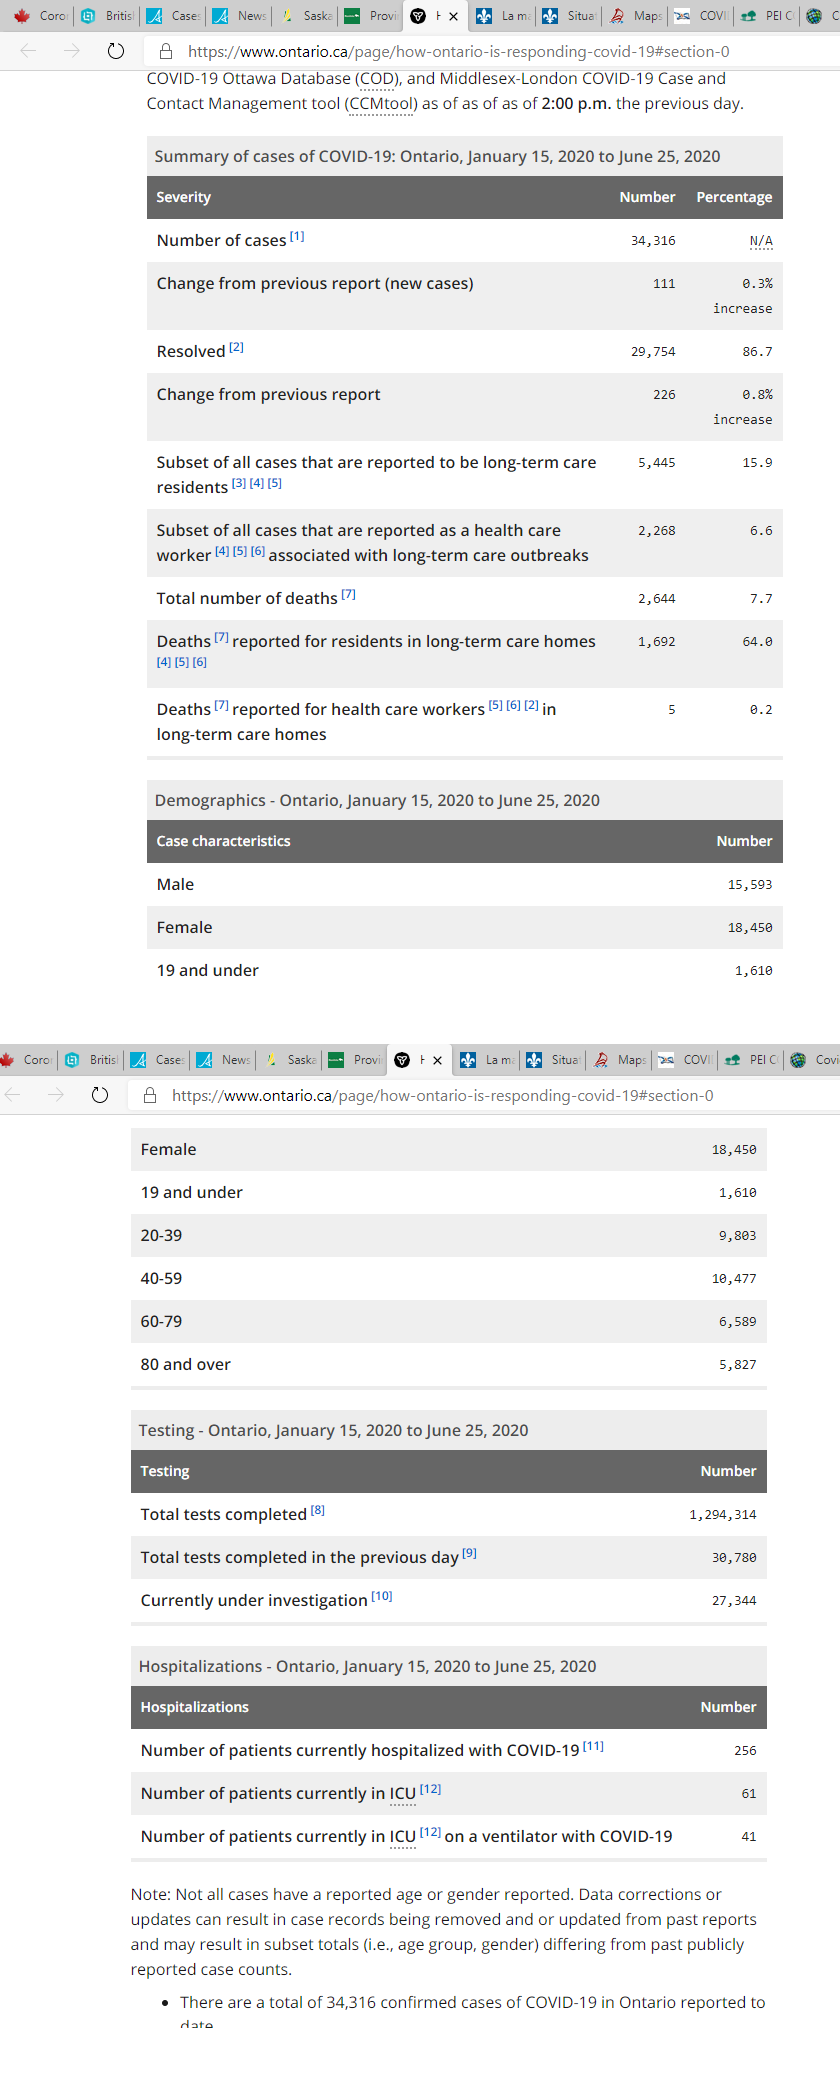 Coror Britisl Cases News Saska Provi H La ma Situat Maps COVI PEI C C
https://www.ontario.ca/page/how-ontario-is-responding-covid-19#section-0
COVID-19 Ottawa Database (COD), and Middlesex-London COVID-19 Case and
Contact Management tool (CCMtool) as of as of as of 2:00 p.m. the previous day.
Summary of cases of COVID-19: Ontario, January 15, 2020 to June 25, 2020
Severity Number Percentage
Number of cases [1] 34,316 N/A
Change from previous report (new cases) 111 0.3%
increase
Resolved [2] 29,754 86.7
Change from previous report 226 0.8%
increase
Subset of all cases that are reported to be long-term care 5,445 15.9
residents [3] [4] [5]
Subset of all cases that are reported as a health care 2,268 6.6
worker [4] [5] [6] associated with long-term care outbreaks
Total number of deaths [7] 2,644 7.7
Deaths [7] reported for residents in long-term care homes 1,692 64.0
[4] [5] [6]
Deaths [7] reported for health care workers [5] [6] [2] in 5 0.2
long-term care homes
Demographics - Ontario, January 15, 2020 to June 25, 2020
Case characteristics Number
Male 15,593
Female 18,450
19 and under 1,610
Coror Britisl Cases News Saska Provi H La ma Situat Maps COVI PEI C Covi
https://www.ontario.ca/page/how-ontario-is-responding-covid-19#section-0
Female 18,450
19 and under 1,610
20-39 9,803
40-59 10,477
60-79 6,589
80 and over 5,827
Testing - Ontario, January 15, 2020 to June 25, 2020
Testing Number
Total tests completed [8] 1,294,314
Total tests completed in the previous day [9] 30,780
Currently under investigation [10] 27,344
Hospitalizations - Ontario, January 15, 2020 to June 25, 2020
Hospitalizations Number
Number of patients currently hospitalized with COVID-19 [11] 256
Number of patients currently in ICU [12] 61
Number of patients currently in ICU [12] on a ventilator with COVID-19 41
Note: Not all cases have a reported age or gender reported. Data corrections or
updates can result in case records being removed and or updated from past reports
and may result in subset totals (i.e., age group, gender) differing from past publicly
reported case counts.
• There are a total of 34,316 confirmed cases of COVID-19 in Ontario reported to
date